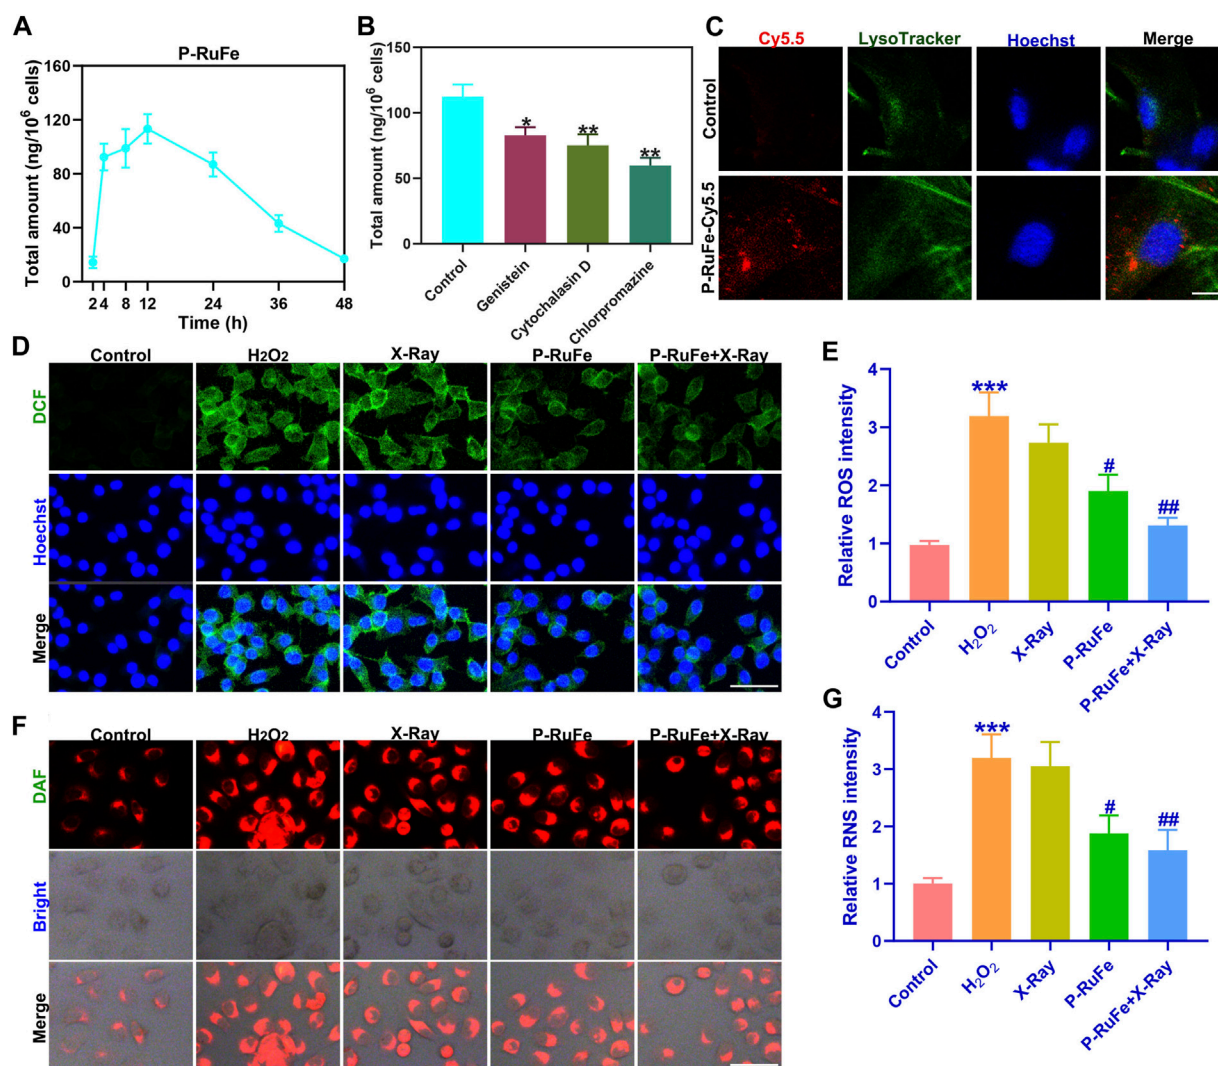 A
P-RuFe
Total amount (ng/10⁶ cells)
160
120
80
40
0
2 4 8 12 24 36 48
Time (h)
B
Total amount (ng/10⁶ cells)
150
100
50
0
*
**
**
Control
Genistein
Cytochalasin D
Chlorpromazine
C
Cy5.5 LysoTracker Hoechst Merge
Control
P-RuFe-Cy5.5
D
Control H₂O₂ X-Ray P-RuFe P-RuFe+X-Ray
DCF
Hoechst
Merge
E
Relative ROS intensity
4
3
2
1
0
***
#
##
Control
H₂O₂
X-Ray
P-RuFe
P-RuFe+X-Ray
F
Control H₂O₂ X-Ray P-RuFe P-RuFe+X-Ray
DAF
Bright
Merge
G
Relative RNS intensity
4
3
2
1
0
***
#
##
Control
H₂O₂
X-Ray
P-RuFe
P-RuFe+X-Ray